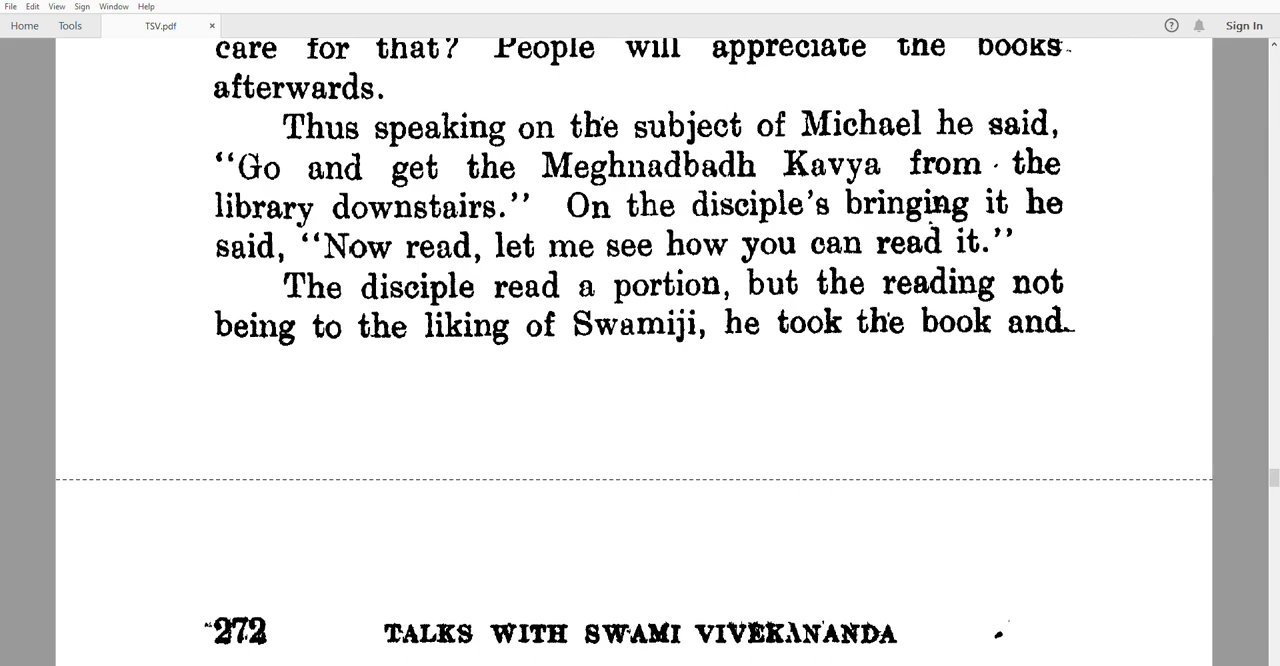 File Edit View Sign Window Help
Home Tools TSV.pdf × Sign In
care for that? People will appreciate the books
afterwards.
Thus speaking on the subject of Michael he said,
“Go and get the Meghnadbadh Kavya from the
library downstairs.” On the disciple's bringing it he
said, “Now read, let me see how you can read it.”
The disciple read a portion, but the reading not
being to the liking of Swamiji, he took the book and
272 TALKS WITH SWAMI VIVEKANANDA